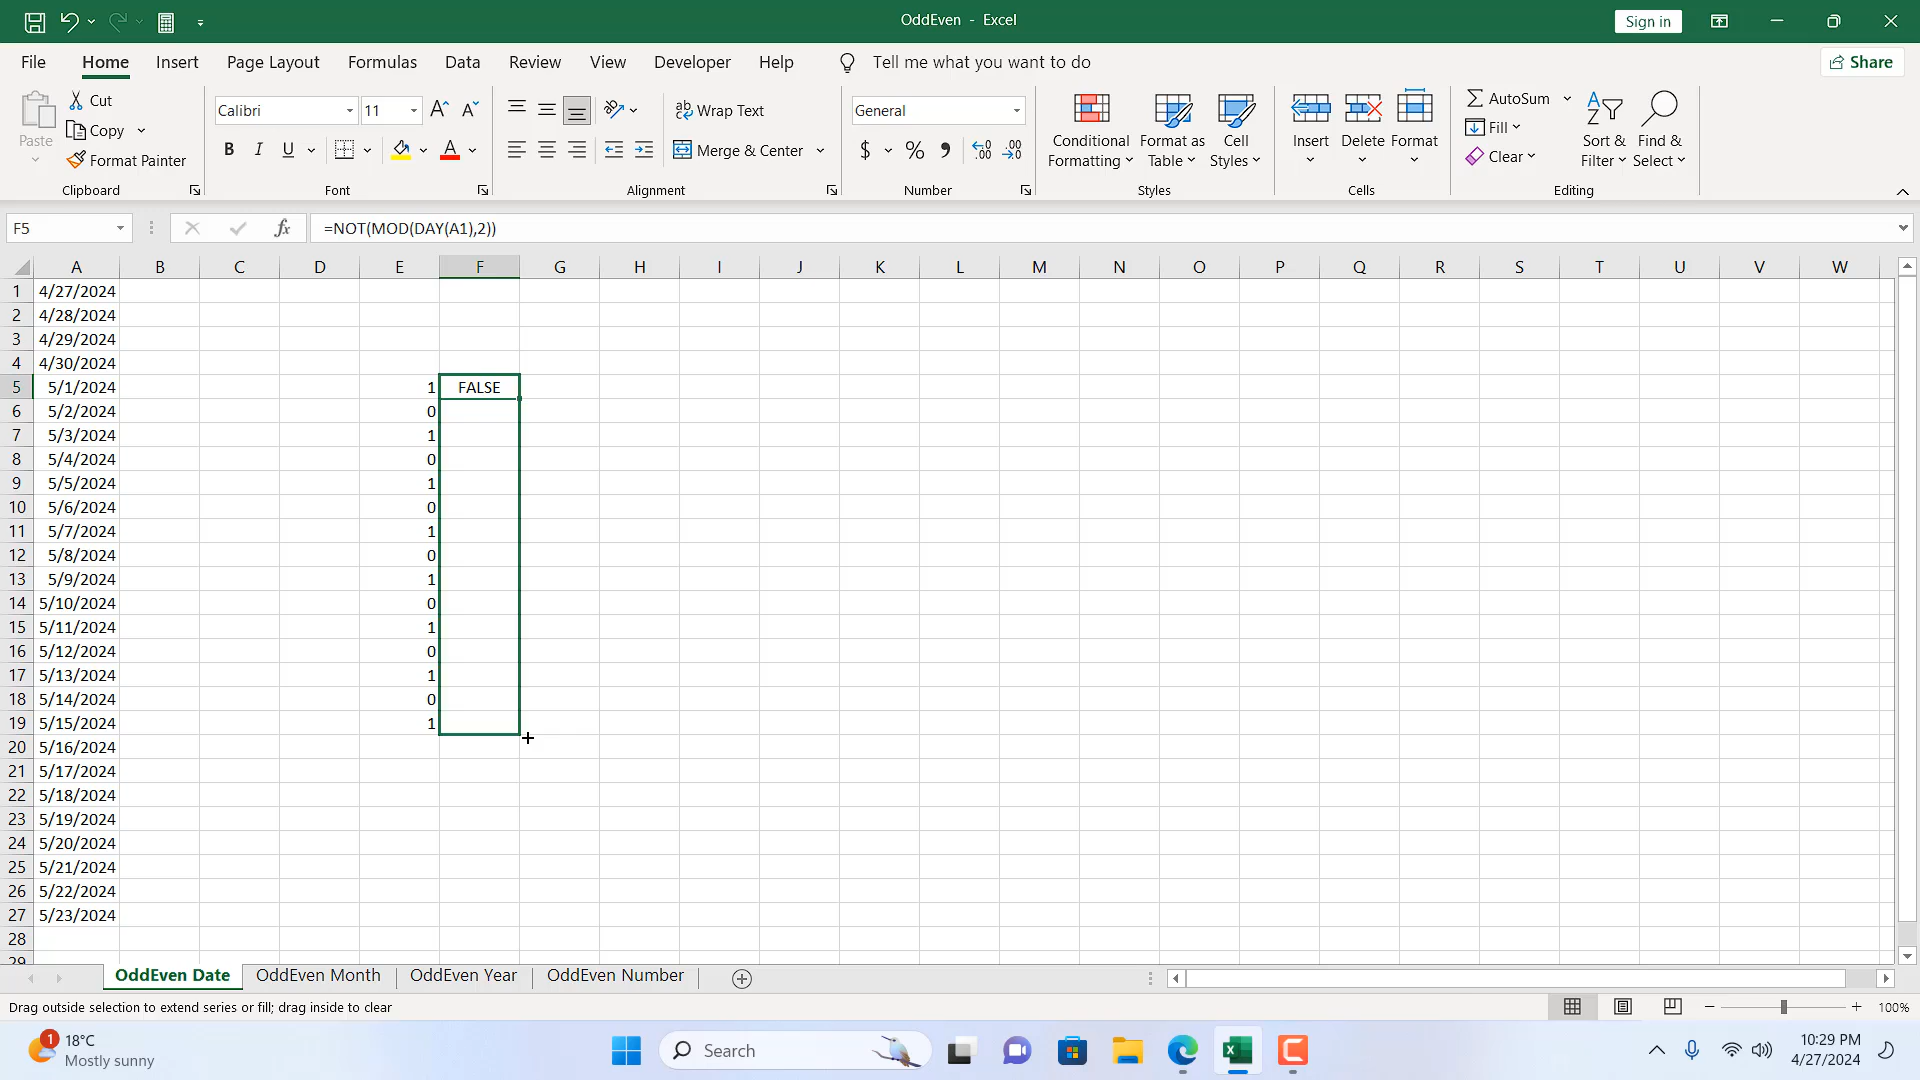 OddEven - Excel
Sign in
File Home Insert Page Layout Formulas Data Review View Developer Help Tell me what you want to do
Share
Paste
Cut
Copy
Format Painter
Clipboard
Calibri 11
B I U
Font
Wrap Text
Merge & Center
Alignment
General
$ % ,
Number
Conditional Formatting
Format as Table
Cell Styles
Styles
Insert Delete Format
Cells
AutoSum
Fill
Clear
Sort & Filter
Find & Select
Editing
F5
fx
=NOT(MOD(DAY(A1),2))
A B C D E F G H I J K L M N O P Q R S T U V W
1 4/27/2024
2 4/28/2024
3 4/29/2024
4 4/30/2024
5 5/1/2024 1 FALSE
6 5/2/2024 0
7 5/3/2024 1
8 5/4/2024 0
9 5/5/2024 1
10 5/6/2024 0
11 5/7/2024 1
12 5/8/2024 0
13 5/9/2024 1
14 5/10/2024 0
15 5/11/2024 1
16 5/12/2024 0
17 5/13/2024 1
18 5/14/2024 0
19 5/15/2024 1
20 5/16/2024
21 5/17/2024
22 5/18/2024
23 5/19/2024
24 5/20/2024
25 5/21/2024
26 5/22/2024
27 5/23/2024
28
29
OddEven Date OddEven Month OddEven Year OddEven Number
Drag outside selection to extend series or fill; drag inside to clear
100%
1
18°C
Mostly sunny
Search
10:29 PM
4/27/2024